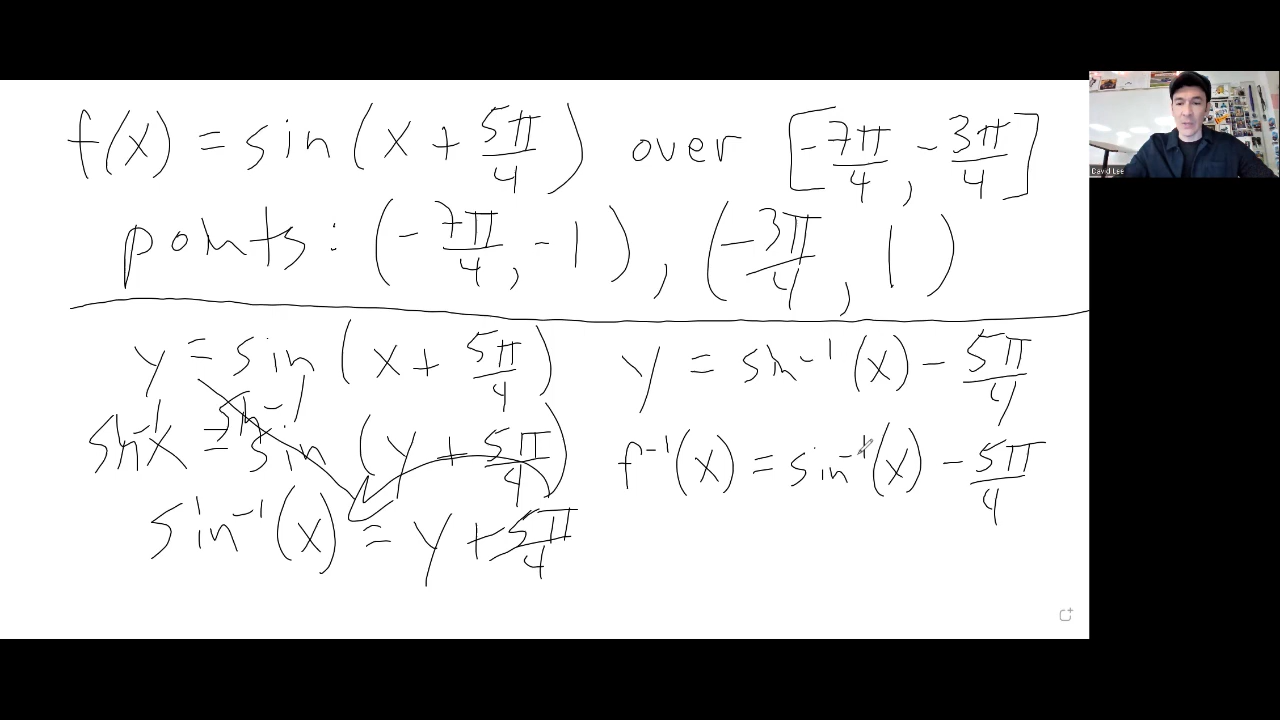 f(x) = sin(x + 5π/4) over [-7π/4, -3π/4]
points: (-7π/4, -1), (-3π/4, 1)
y = sin(x + 5π/4)
sin⁻¹x = sin⁻¹ sin(y + 5π/4)
sin⁻¹(x) = y + 5π/4
y = sin⁻¹(x) - 5π/4
f⁻¹(x) = sin⁻¹(x) - 5π/4
David Lee